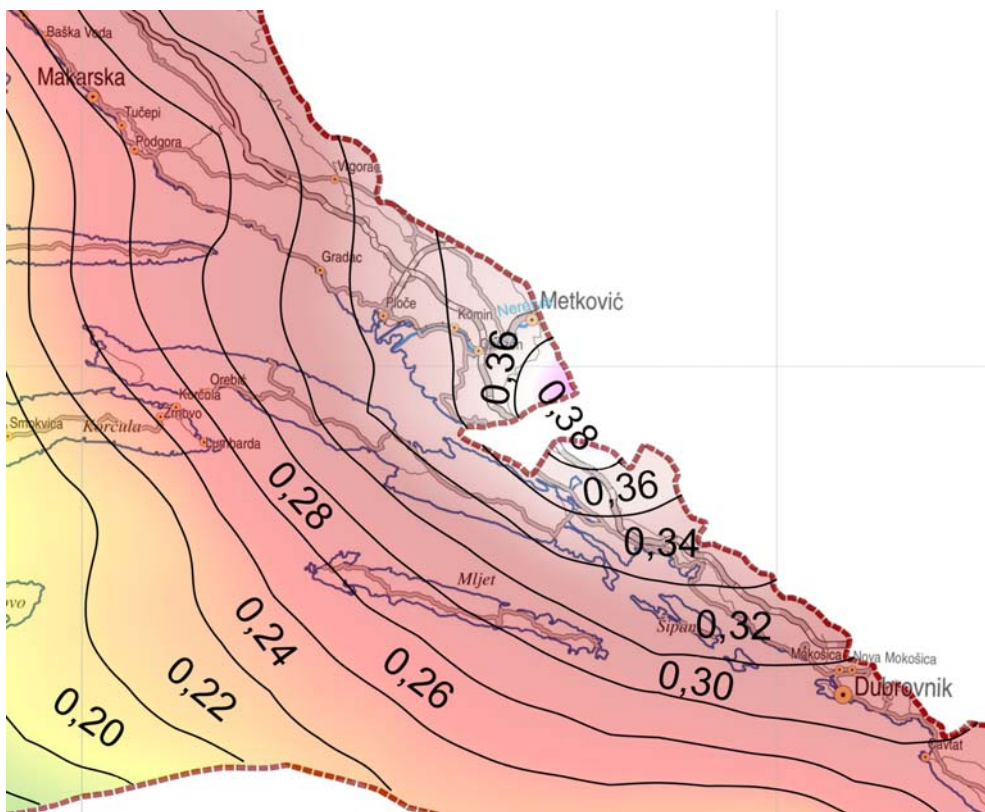 Baška Voda
Makarska
Tučepi
Podgora
Vrgorac
Gradac
Ploče
Komin
Metković
0,36
0,38
Orebić
Korčula
Žrnovo
Smokvica
Korčula
Lumbarda
0,28
0,36
0,34
Mljet
Šipan
0,32
0,24
0,26
0,30
Mokošica
Nova Mokošica
Dubrovnik
0,22
0,20
Cavtat